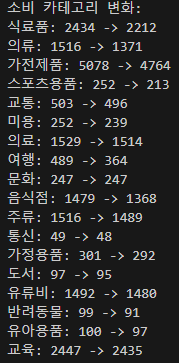 소비 카테고리 변화:
식료품: 2434 -> 2212
의류: 1516 -> 1371
가전제품: 5078 -> 4764
스포츠용품: 252 -> 213
교통: 503 -> 496
미용: 252 -> 239
의료: 1529 -> 1514
여행: 489 -> 364
문화: 247 -> 247
음식점: 1479 -> 1368
주류: 1516 -> 1489
통신: 49 -> 48
가정용품: 301 -> 292
도서: 97 -> 95
유류비: 1492 -> 1480
반려동물: 99 -> 91
유아용품: 100 -> 97
교육: 2447 -> 2435